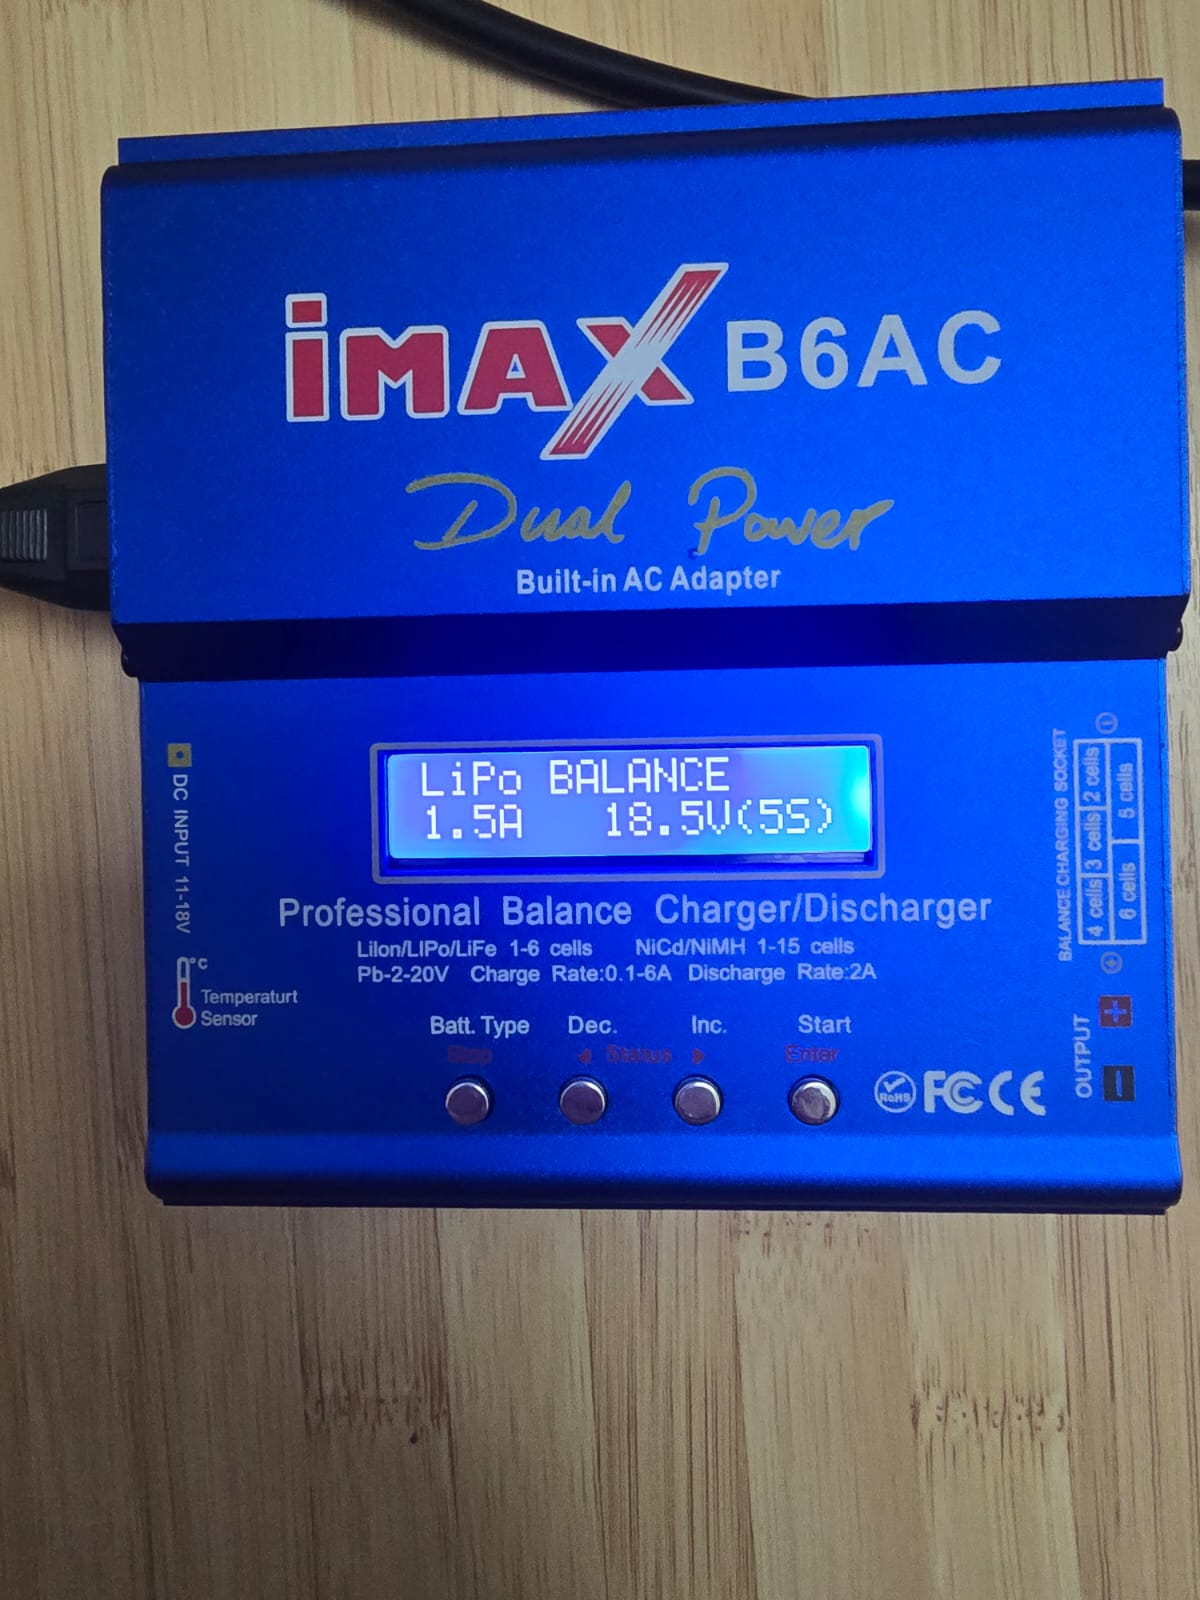 iMAX B6AC
Dual Power
Built-in AC Adapter
LiPo BALANCE
1.5A 18.5V(5S)
DC INPUT 11-18V
°C
Temperaturt
Sensor
Professional Balance Charger/Discharger
LiIon/LIPo/LiFe 1-6 cells NiCd/NiMH 1-15 cells
Pb-2-20V Charge Rate:0.1-6A Discharge Rate:2A
Batt. Type Dec. Inc. Start
Stop ◀ Status ▶ Enter
RoHS FC CE
BALANCE CHARGING SOCKET
4 cells 3 cells 2 cells
6 cells 5 cells
OUTPUT
+
-